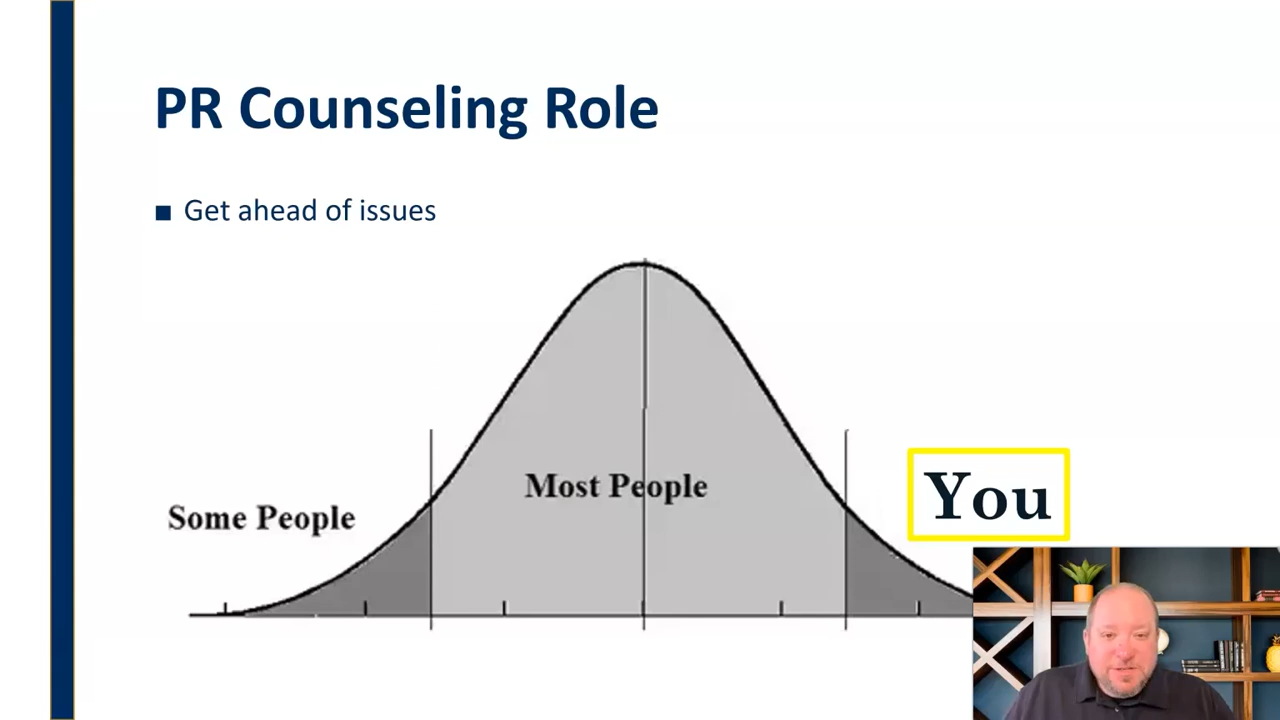 PR Counseling Role
■ Get ahead of issues
Most People
You
Some People